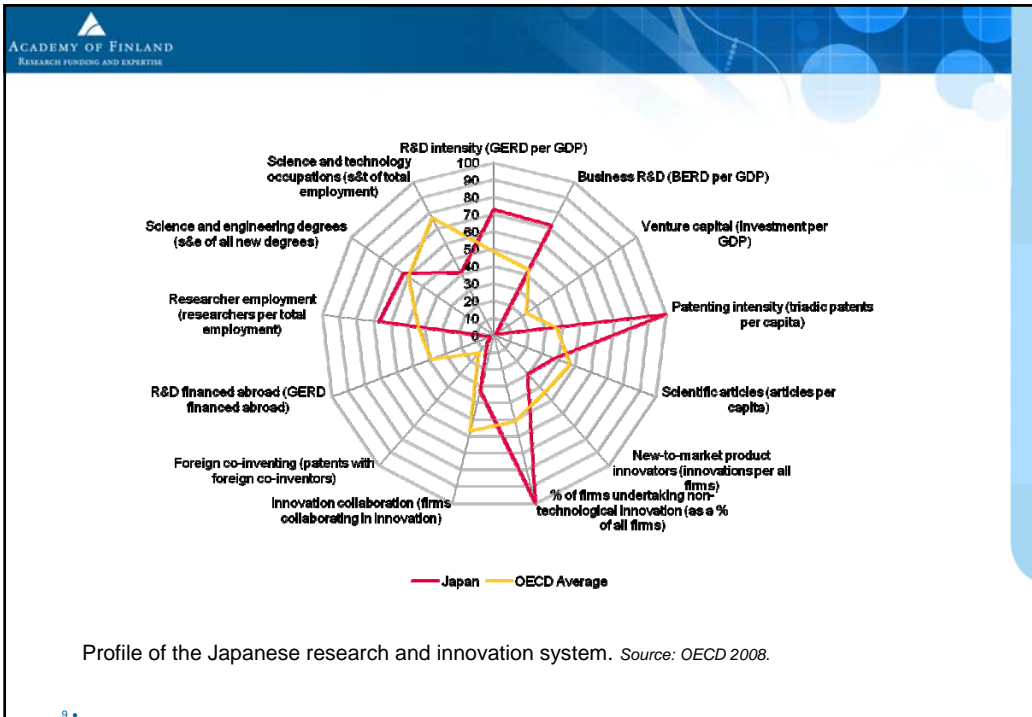 ACADEMY OF FINLAND
RESEARCH FUNDING AND EXPERTISE
R&D intensity (GERD per GDP)
Science and technology
occupations (s&t of total
employment)
Business R&D (BERD per GDP)
Science and engineering degrees
(s&e of all new degrees)
Venture capital (investment per
GDP)
Researcher employment
(researchers per total
employment)
Patenting intensity (triadic patents
per capita)
R&D financed abroad (GERD
financed abroad)
Scientific articles (articles per
capita)
Foreign co-inventing (patents with
foreign co-inventors)
New-to-market product
innovators (innovations per all
firms)
Innovation collaboration (firms
collaborating in innovation)
% of firms undertaking non-
technological innovation (as a %
of all firms)
100
90
80
70
60
50
40
30
20
10
0
Japan
OECD Average
Profile of the Japanese research and innovation system. Source: OECD 2008.
9 •